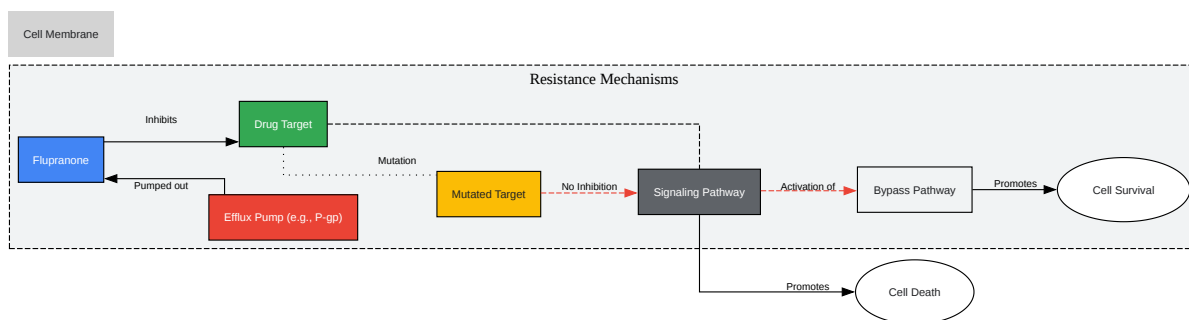 Cell Membrane
Resistance Mechanisms
Inhibits
Drug Target
Flupranone
Mutation
Pumped out
Mutated Target
No Inhibition
Signaling Pathway
Activation of
Bypass Pathway
Promotes
Cell Survival
Efflux Pump (e.g., P-gp)
Promotes
Cell Death